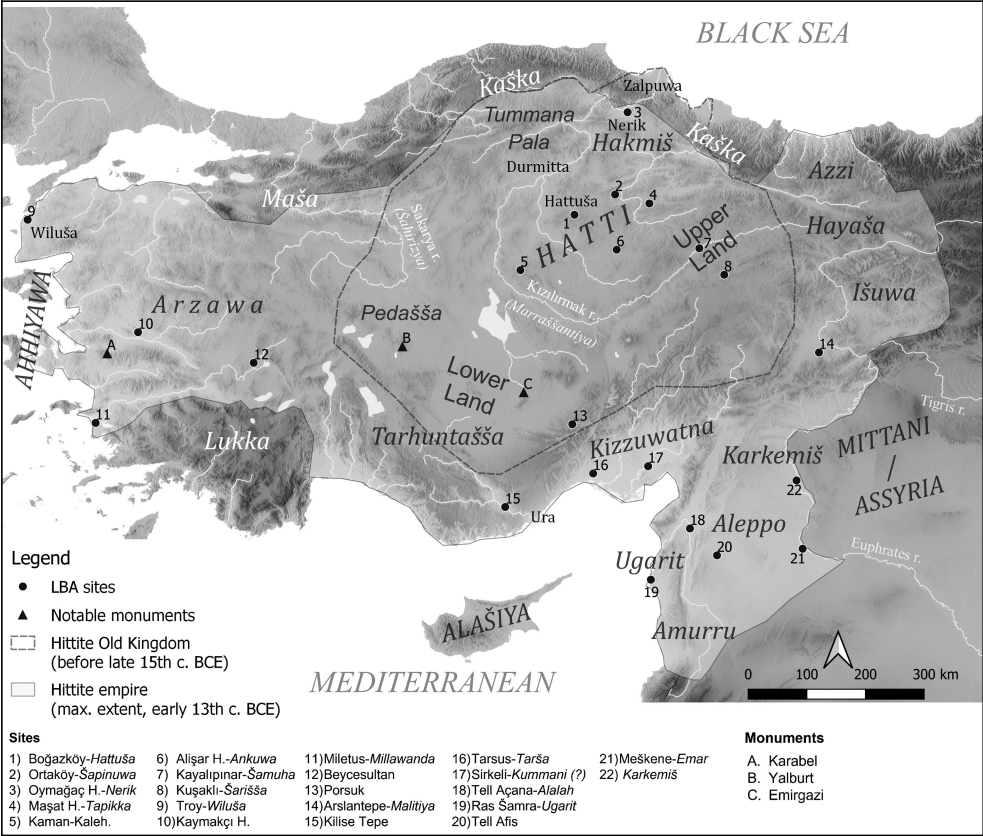 BLACK SEA
Kaška
Zalpuwa
3
Tummana
Nerik
Kaška
Pala
Hakmiš
Durmitta
Azzi
2
4
Maša
Hattuša
1
HATTI
9
Wiluša
Sakarya r.
(Šahirizya)
Upper
Land
7
Hayaša
6
5
8
Kızılırmak r.
(Marraššantiya)
Išuwa
AHHIYAWA
Arzawa
Pedašša
10
A
B
12
14
Lower
Land
C
Tigris r.
11
13
Lukka
Tarhuntašša
Kizzuwatna
MITTANI
/
ASSYRIA
Karkemiš
16
17
22
15
Ura
18
Aleppo
20
21
Euphrates r.
Ugarit
19
ALAŠIYA
Amurru
MEDITERRANEAN
Legend
LBA sites
Notable monuments
Hittite Old Kingdom
(before late 15th c. BCE)
Hittite empire
(max. extent, early 13th c. BCE)
0 100 200 300 km
Sites
1) Boğazköy-Hattuša
2) Ortaköy-Šapinuwa
3) Oymağaç H.-Nerik
4) Maşat H.-Tapikka
5) Kaman-Kaleh.
6) Alişar H.-Ankuwa
7) Kayalıpınar-Šamuha
8) Kuşaklı-Šarišša
9) Troy-Wiluša
10)Kaymakçı H.
11)Miletus-Millawanda
12)Beycesultan
13)Porsuk
14)Arslantepe-Malitiya
15)Kilise Tepe
16)Tarsus-Tarša
17)Sirkeli-Kummani (?)
18)Tell Açana-Alalah
19)Ras Šamra-Ugarit
20)Tell Afis
21)Meškene-Emar
22) Karkemiš
Monuments
A. Karabel
B. Yalburt
C. Emirgazi